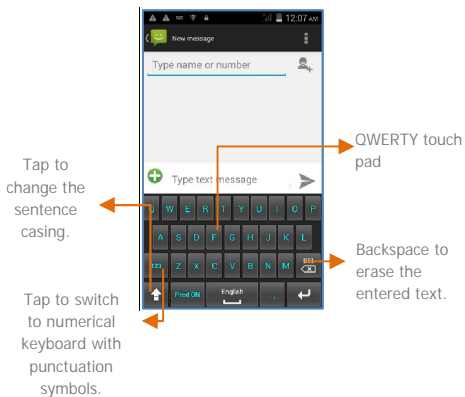 12:07 AM
New message
Type name or number
QWERTY touch
pad
Tap to
change the
sentence
casing.
Type text message
Q W E R T Y U I O P
A S D F G H J K L
123 Z X C V B N M DEL
Backspace to
erase the
entered text.
Pred ON English . ,
Tap to switch
to numerical
keyboard with
punctuation
symbols.